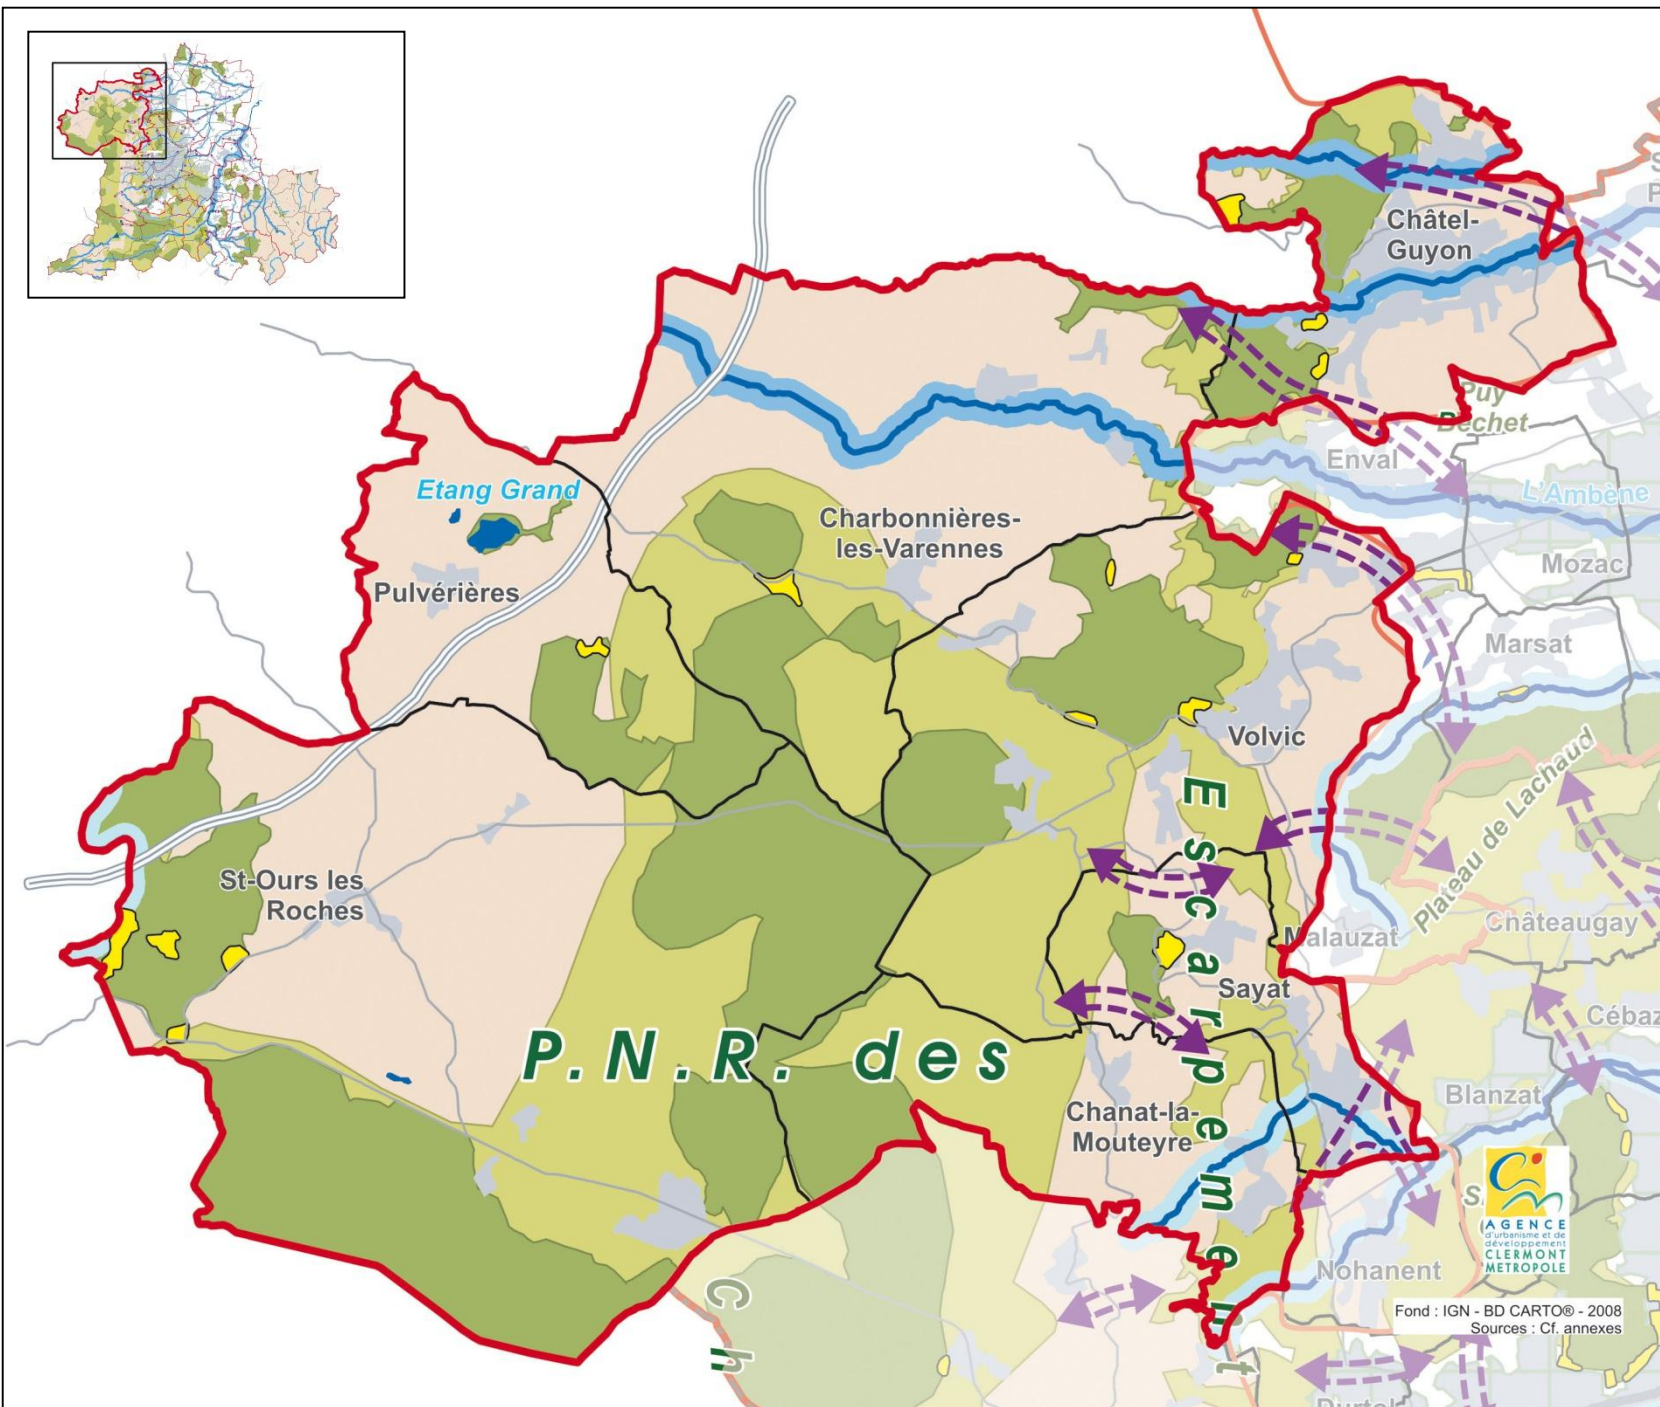 Châtel-
Guyon
Puy
Bechet
Enval
L'Ambène
Etang Grand
Charbonnières-
les-Varennes
Mozac
Pulvérières
Marsat
Volvic
Plateau de Lachaud
St-Ours les
Roches
Châteaugay
Malauzat
Sayat
Cébaz
P.N.R. des
Escarpement
Blanzat
Chanat-la-
Mouteyre
AGENCE
d'urbanisme et de
développement
CLERMONT
METROPOLE
Nohanent
Ch
Fond : IGN - BD CARTO® - 2008
Sources : Cf. annexes